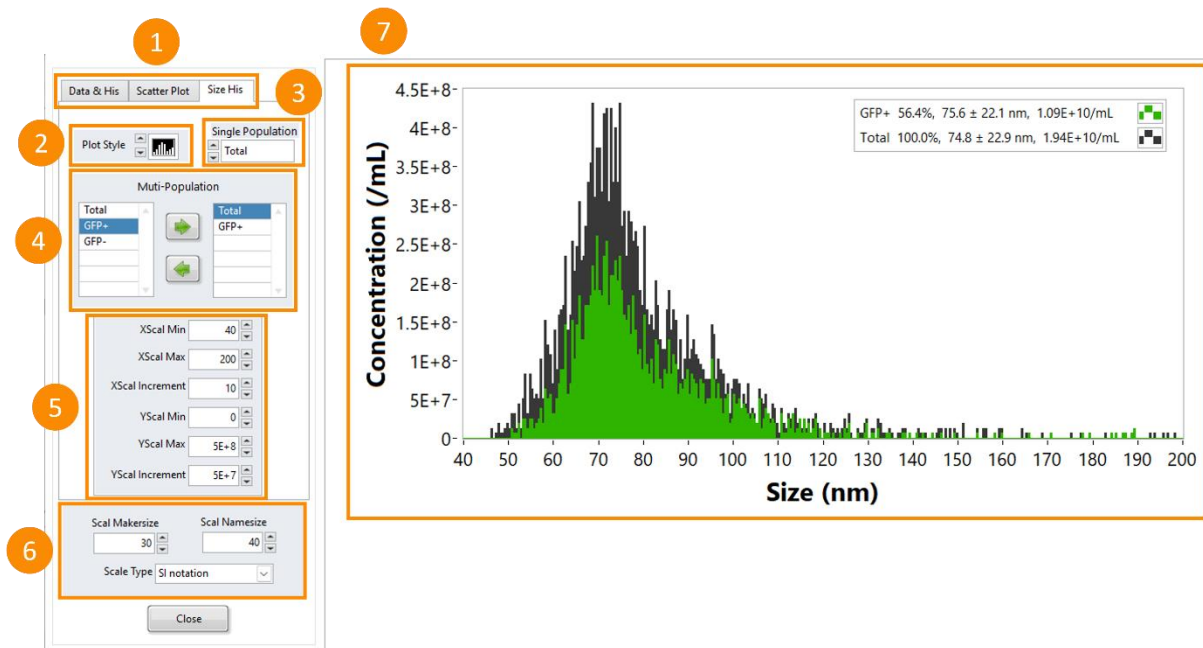 1
7
Data & His Scatter Plot Size His
3
2
Plot Style
Single Population
Total
Muti-Population
Total
GFP+
GFP-
Total
GFP+
4
XScal Min 40
XScal Max 200
XScal Increment 10
YScal Min 0
YScal Max 5E+8
YScal Increment 5E+7
5
Scal Makersize Scal Namesize
30 40
Scale Type SI notation
6
Close
GFP+ 56.4%, 75.6 ± 22.1 nm, 1.09E+10/mL
Total 100.0%, 74.8 ± 22.9 nm, 1.94E+10/mL
Concentration (/mL)
4.5E+8
4E+8
3.5E+8
3E+8
2.5E+8
2E+8
1.5E+8
1E+8
5E+7
0
40 50 60 70 80 90 100 110 120 130 140 150 160 170 180 190 200
Size (nm)